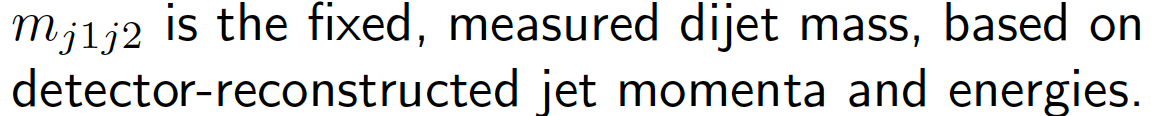 m_{j1j2} is the fixed, measured dijet mass, based on
detector-reconstructed jet momenta and energies.